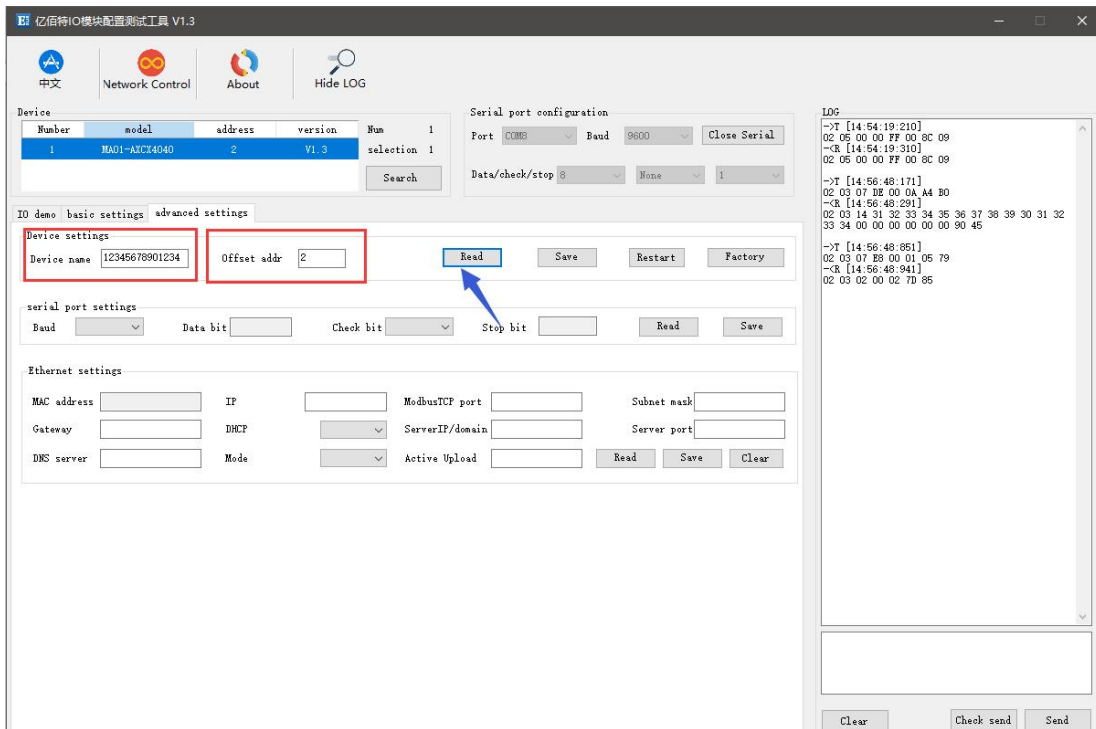 亿佰特IO模块配置测试工具 V1.3
中文 Network Control About Hide LOG
Device
Number model address version
1 MA01-AXCX4040 2 V1.3
Num 1
selection 1
Search
Serial port configuration
Port COM8 Baud 9600 Close Serial
Data/check/stop 8 None 1
IO demo basic settings advanced settings
Device settings
Device name 12345678901234 Offset addr 2 Read Save Restart Factory
serial port settings
Baud Data bit Check bit Stop bit Read Save
Ethernet settings
MAC address IP ModbusTCP port Subnet mask
Gateway DHCP ServerIP/domain Server port
DNS server Mode Active Upload Read Save Clear
LOG
->T [14:54:19:210]
02 05 00 00 FF 00 8C 09
-<R [14:54:19:310]
02 05 00 00 FF 00 8C 09
->T [14:56:48:171]
02 03 07 DE 00 0A A4 B0
-<R [14:56:48:291]
02 03 14 31 32 33 34 35 36 37 38 39 30 31 32
33 34 00 00 00 00 00 00 90 45
->T [14:56:48:851]
02 03 07 E8 00 01 05 79
-<R [14:56:48:941]
02 03 02 00 02 7D 85
Clear Check send Send